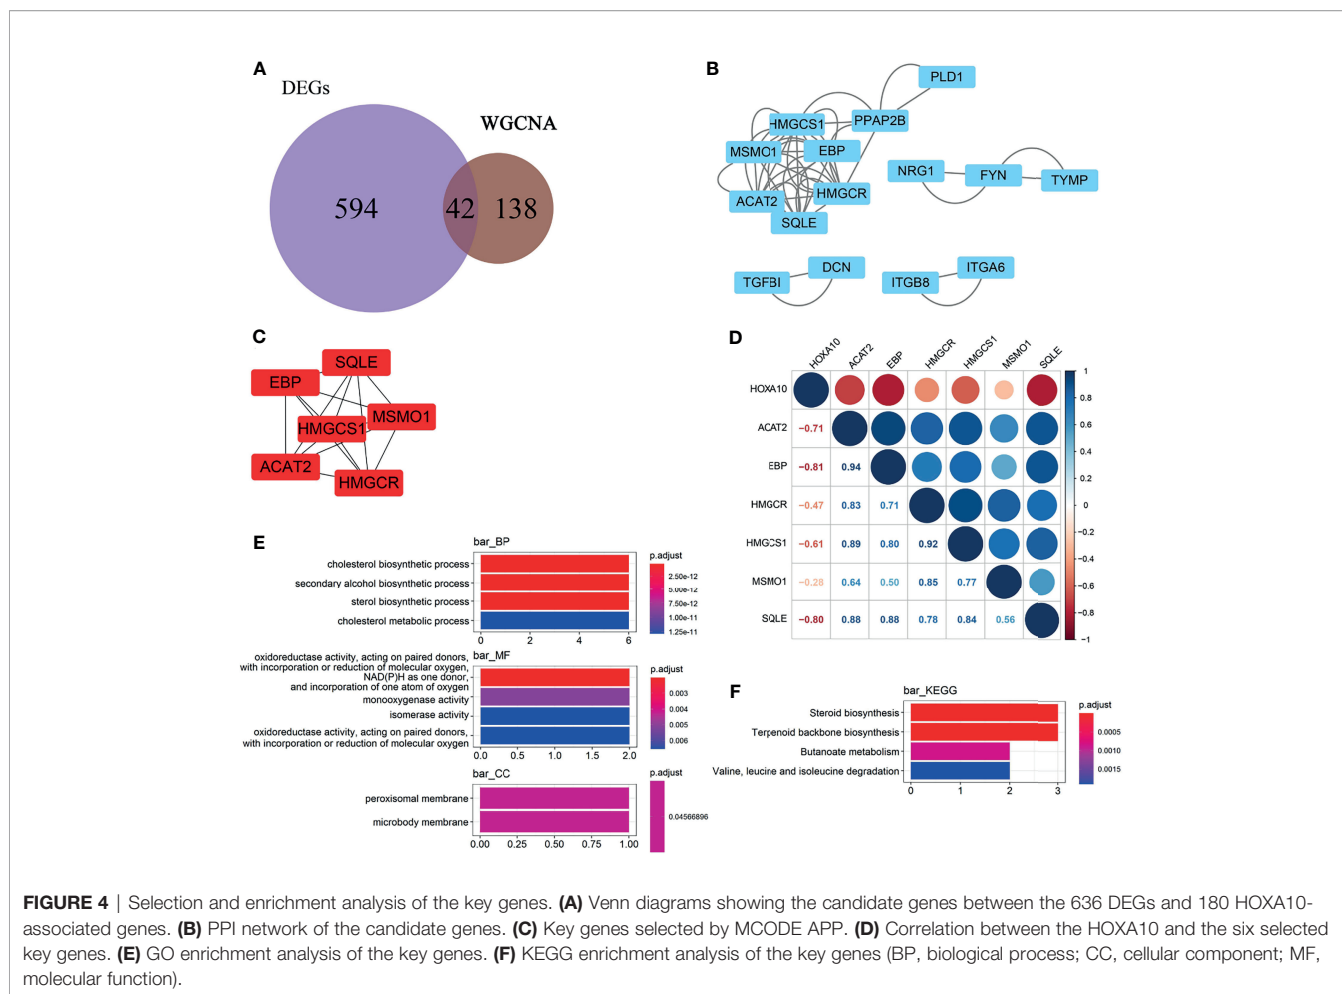 A
DEGs
WGCNA
594
42
138
B
PLD1
HMGCS1
PPAP2B
MSMO1
EBP
NRG1
FYN
TYMP
ACAT2
HMGCR
SQLE
DCN
ITGA6
TGFBI
ITGB8
C
SQLE
EBP
MSMO1
HMGCS1
ACAT2
HMGCR
D
HOXA10
ACAT2
EBP
HMGCR
HMGCS1
MSMO1
SQLE
HOXA10
ACAT2 −0.71
EBP −0.81 0.94
HMGCR −0.47 0.83 0.71
HMGCS1 −0.61 0.89 0.80 0.92
MSMO1 −0.28 0.64 0.50 0.85 0.77
SQLE −0.80 0.88 0.88 0.78 0.84 0.56
1
0.8
0.6
0.4
0.2
0
−0.2
−0.4
−0.6
−0.8
−1
E
bar_BP
cholesterol biosynthetic process
secondary alcohol biosynthetic process
sterol biosynthetic process
cholesterol metabolic process
0 2 4 6
p.adjust
2.50e-12
5.00e-12
7.50e-12
1.00e-11
1.25e-11
bar_MF
oxidoreductase activity, acting on paired donors,
with incorporation or reduction of molecular oxygen,
NAD(P)H as one donor,
and incorporation of one atom of oxygen
monooxygenase activity
isomerase activity
oxidoreductase activity, acting on paired donors,
with incorporation or reduction of molecular oxygen
0.0 0.5 1.0 1.5 2.0
p.adjust
0.003
0.004
0.005
0.006
bar_CC
peroxisomal membrane
microbody membrane
0.00 0.25 0.50 0.75 1.00
p.adjust
0.04566896
F
bar_KEGG
Steroid biosynthesis
Terpenoid backbone biosynthesis
Butanoate metabolism
Valine, leucine and isoleucine degradation
0 1 2 3
p.adjust
0.0005
0.0010
0.0015
FIGURE 4 | Selection and enrichment analysis of the key genes. (A) Venn diagrams showing the candidate genes between the 636 DEGs and 180 HOXA10-
associated genes. (B) PPI network of the candidate genes. (C) Key genes selected by MCODE APP. (D) Correlation between the HOXA10 and the six selected
key genes. (E) GO enrichment analysis of the key genes. (F) KEGG enrichment analysis of the key genes (BP, biological process; CC, cellular component; MF,
molecular function).